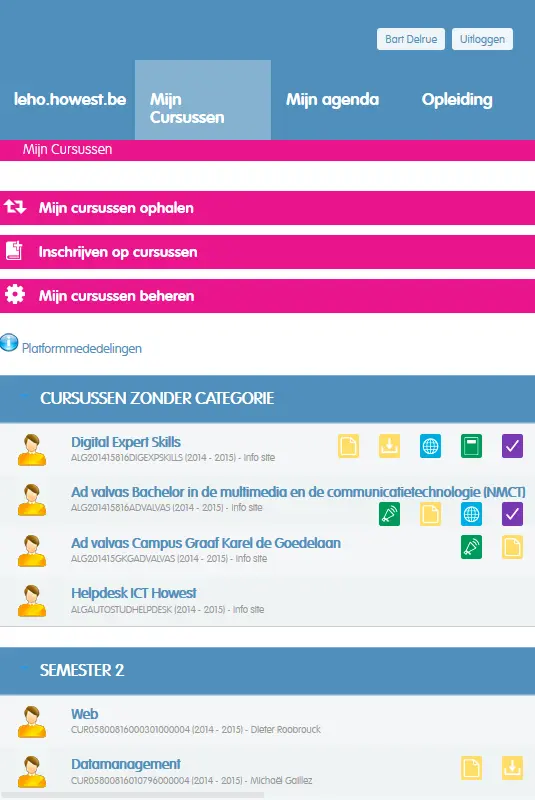 Bart Delrue
Uitloggen
leho.howest.be
Mijn
Cursussen
Mijn agenda
Opleiding
Mijn Cursussen
Mijn cursussen ophalen
Inschrijven op cursussen
Mijn cursussen beheren
Platformmededelingen
CURSUSSEN ZONDER CATEGORIE
Digital Expert Skills
ALG201415816DIGEXPSKILLS (2014 - 2015) - Info site
Ad valvas Bachelor in de multimedia en de communicatietechnologie (NMCT)
ALG201415816ADVALVAS (2014 - 2015) - Info site
Ad valvas Campus Graaf Karel de Goedelaan
ALG201415GKGADVALVAS (2014 - 2015) - Info site
Helpdesk ICT Howest
ALGAUTOSTUDHELPDESK (2014 - 2015) - Info site
SEMESTER 2
Web
CUR05800816000301000004 (2014 - 2015) - Dieter Roobrouck
Datamanagement
CUR05800816010796000004 (2014 - 2015) - Michaël Gaillez